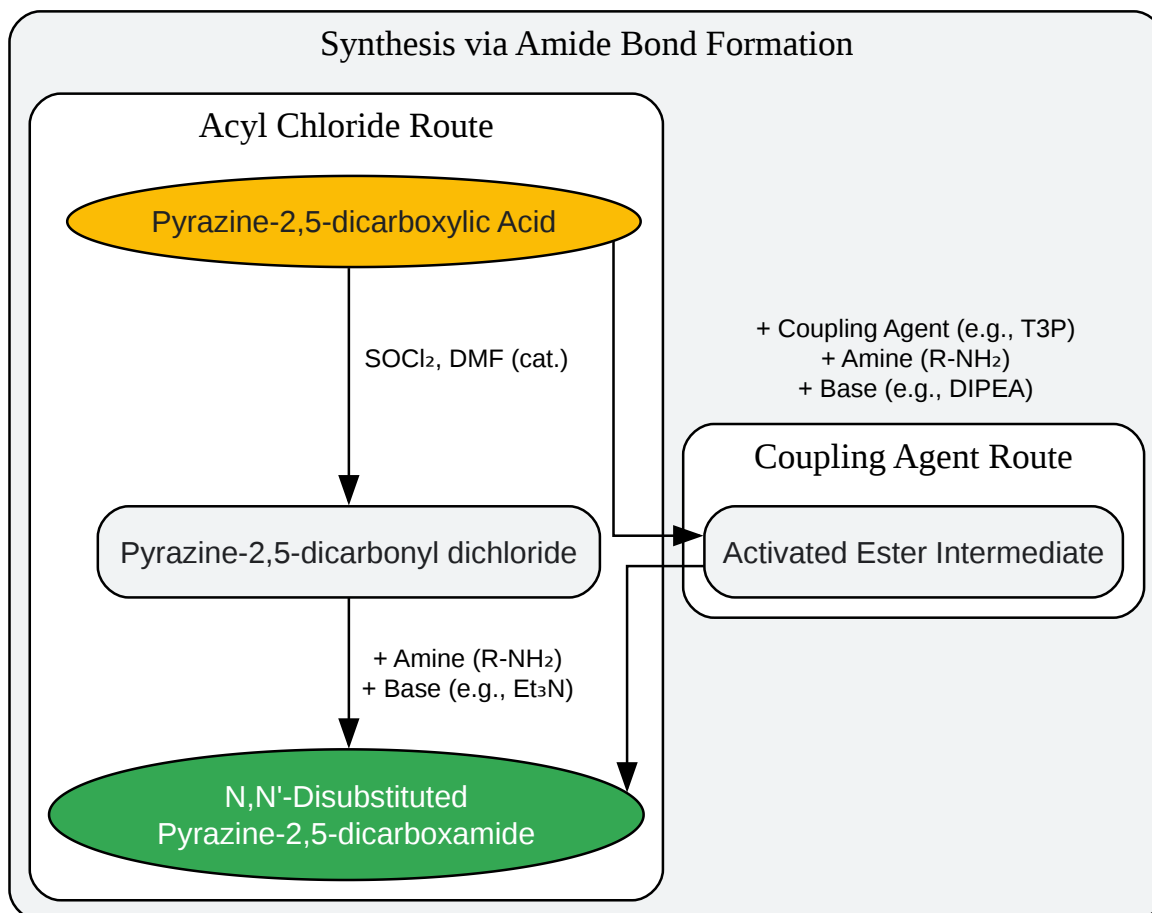 Synthesis via Amide Bond Formation
Acyl Chloride Route
Pyrazine-2,5-dicarboxylic Acid
SOCl₂, DMF (cat.)
+ Coupling Agent (e.g., T3P)
+ Amine (R-NH₂)
+ Base (e.g., DIPEA)
Coupling Agent Route
Pyrazine-2,5-dicarbonyl dichloride
Activated Ester Intermediate
+ Amine (R-NH₂)
+ Base (e.g., Et₃N)
N,N'-Disubstituted
Pyrazine-2,5-dicarboxamide